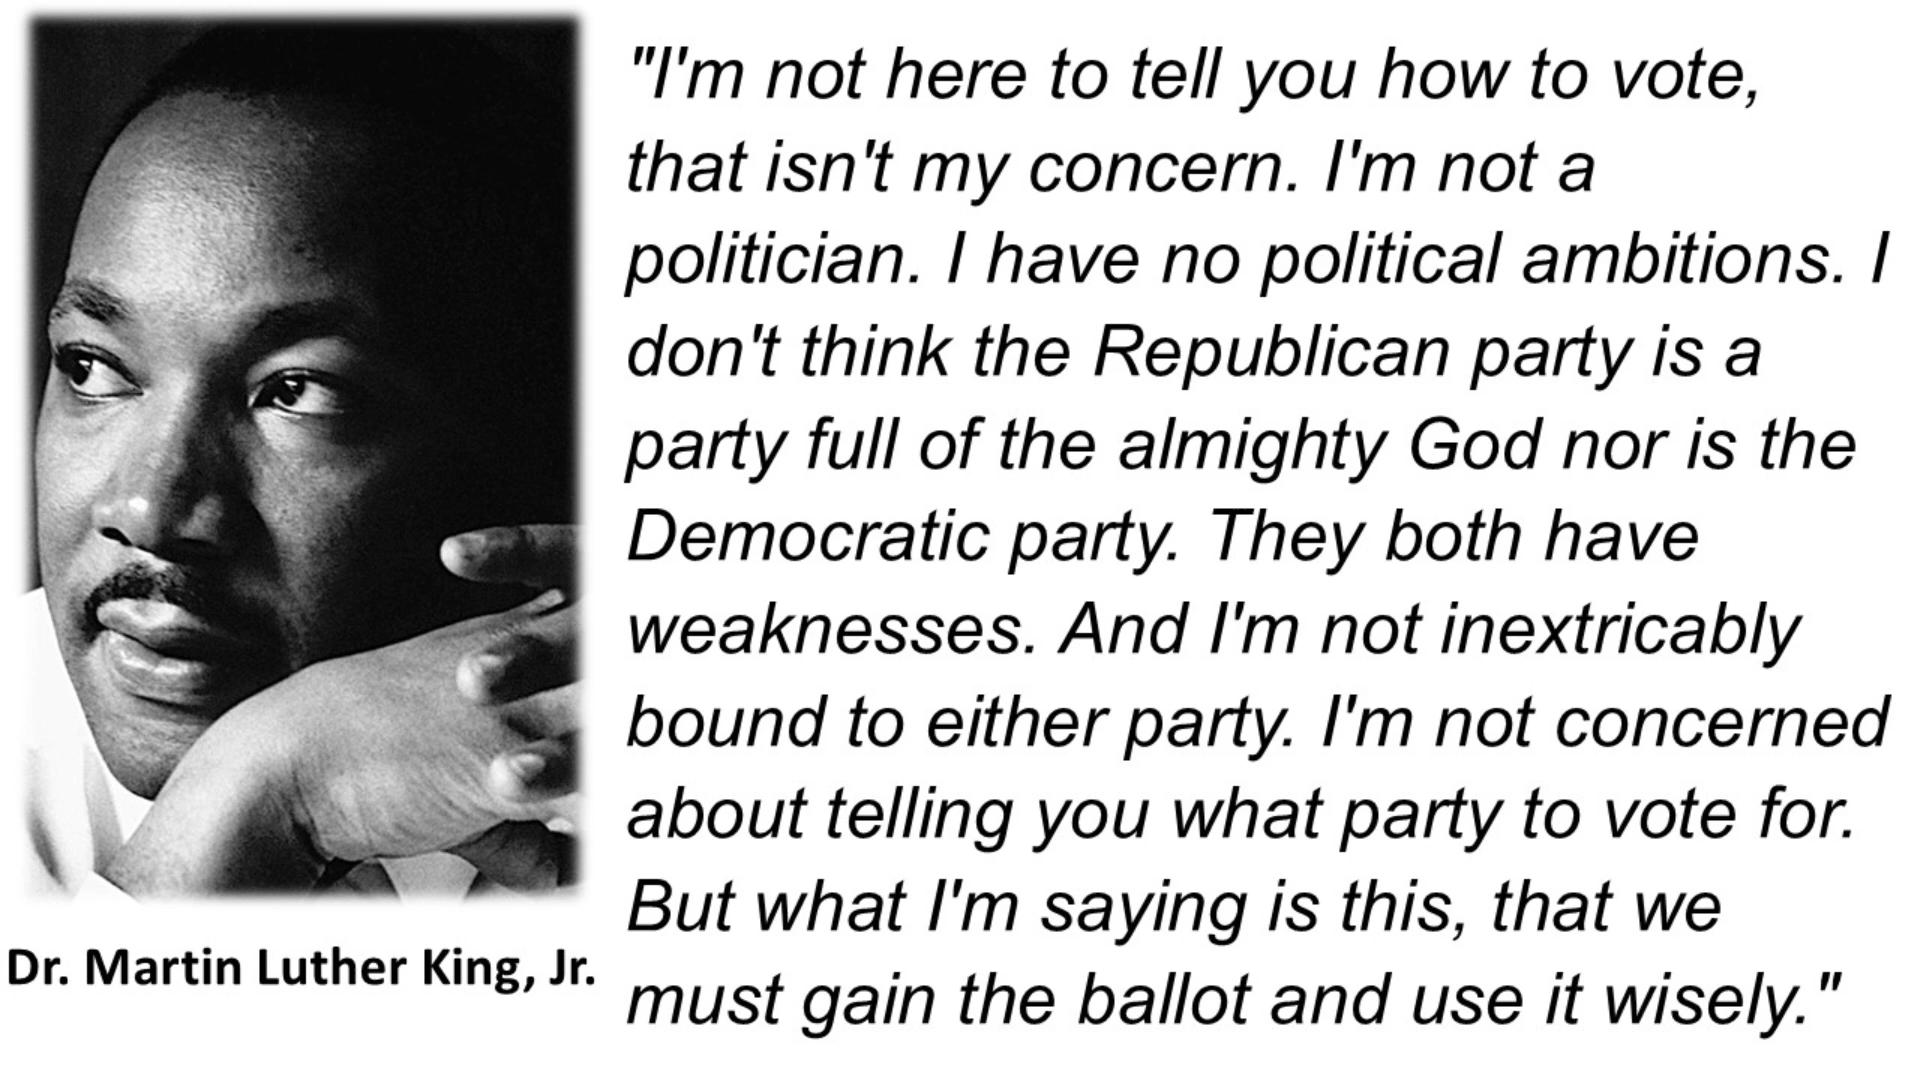 "I'm not here to tell you how to vote,
that isn't my concern. I'm not a
politician. I have no political ambitions. I
don't think the Republican party is a
party full of the almighty God nor is the
Democratic party. They both have
weaknesses. And I'm not inextricably
bound to either party. I'm not concerned
about telling you what party to vote for.
But what I'm saying is this, that we
must gain the ballot and use it wisely."
Dr. Martin Luther King, Jr.